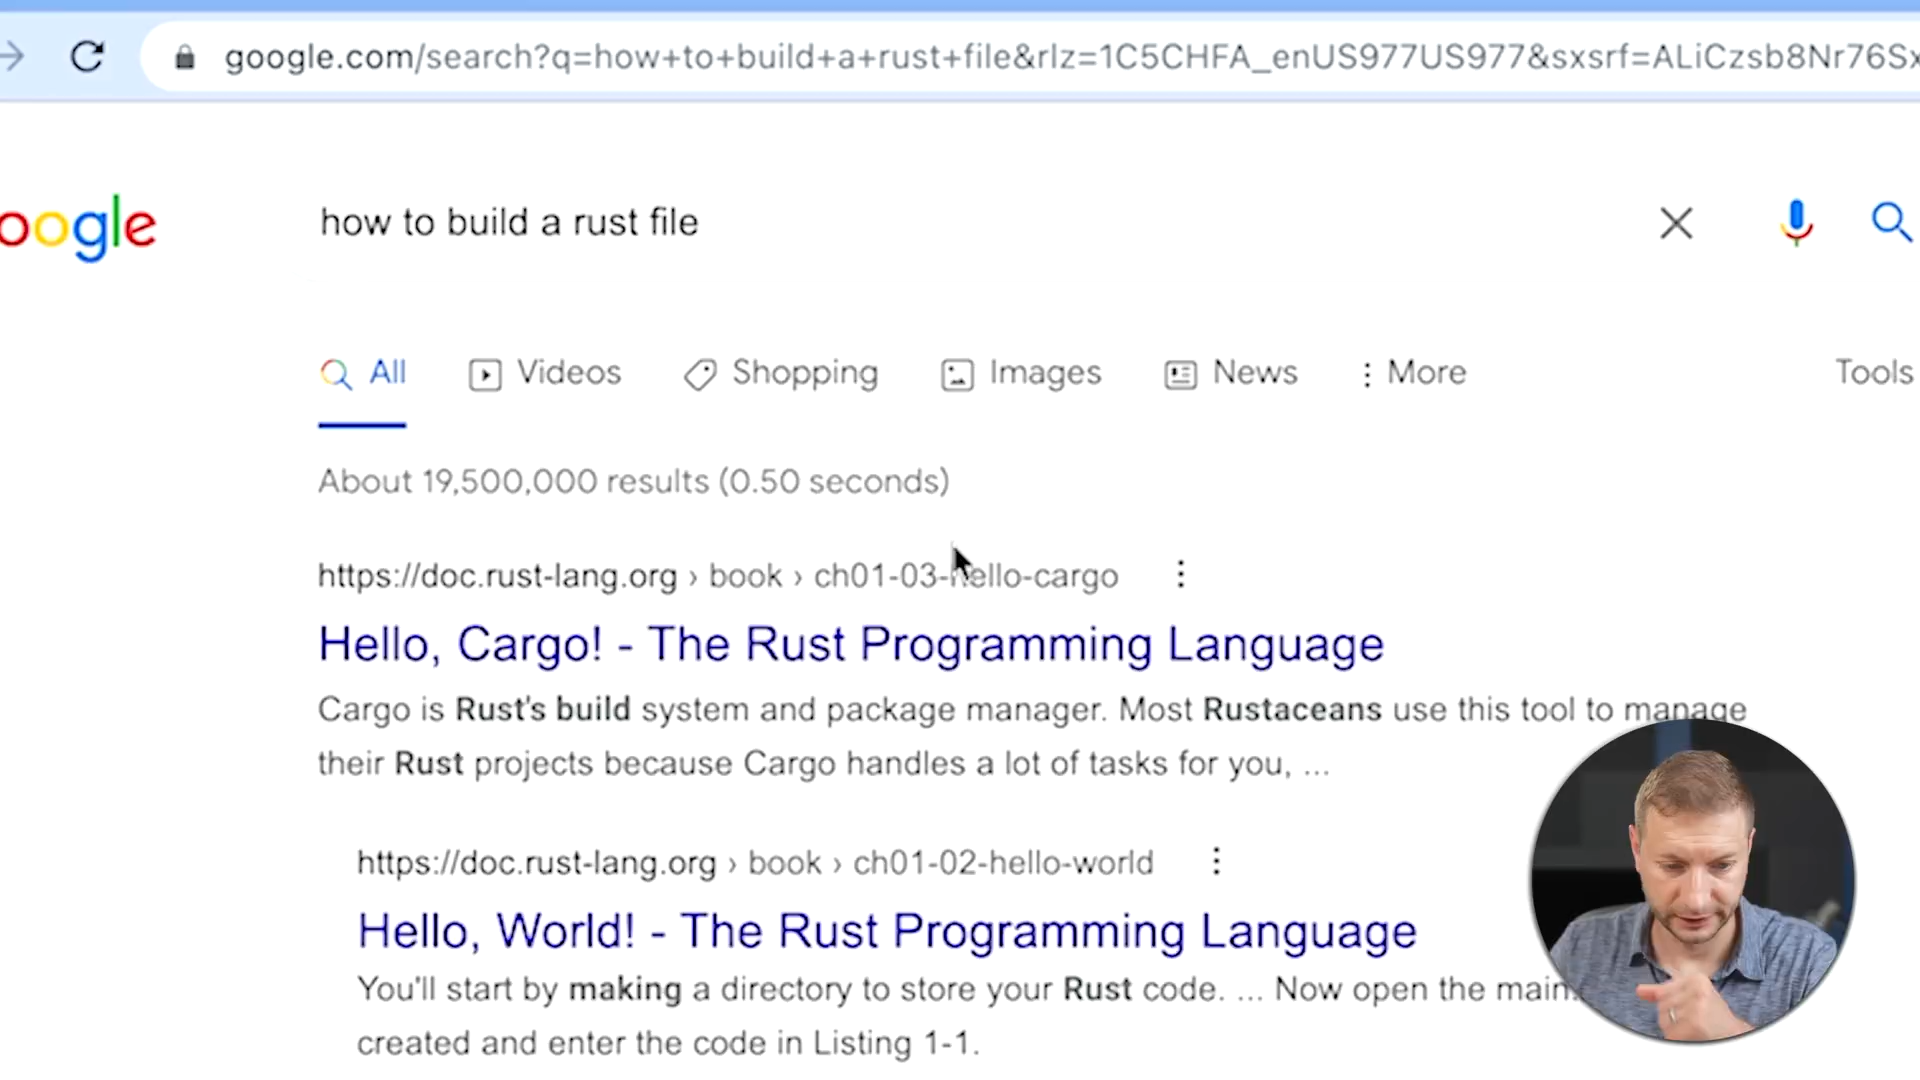 google.com/search?q=how+to+build+a+rust+file&rlz=1C5CHFA_enUS977US977&sxsrf=ALiCzsb8Nr76Sx
oogle
how to build a rust file
All Videos Shopping Images News More Tools
About 19,500,000 results (0.50 seconds)
https://doc.rust-lang.org › book › ch01-03-hello-cargo
Hello, Cargo! - The Rust Programming Language
Cargo is Rust's build system and package manager. Most Rustaceans use this tool to manage
their Rust projects because Cargo handles a lot of tasks for you, ...
https://doc.rust-lang.org › book › ch01-02-hello-world
Hello, World! - The Rust Programming Language
You'll start by making a directory to store your Rust code. ... Now open the main.
created and enter the code in Listing 1-1.